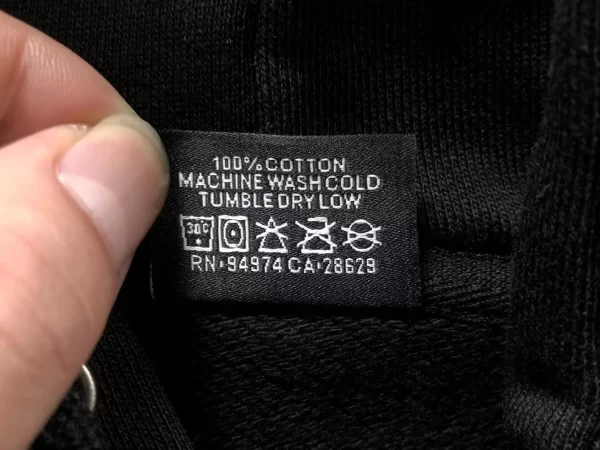 100% COTTON
MACHINE WASH COLD
TUMBLE DRY LOW
30°C
RN·94974 CA·28629